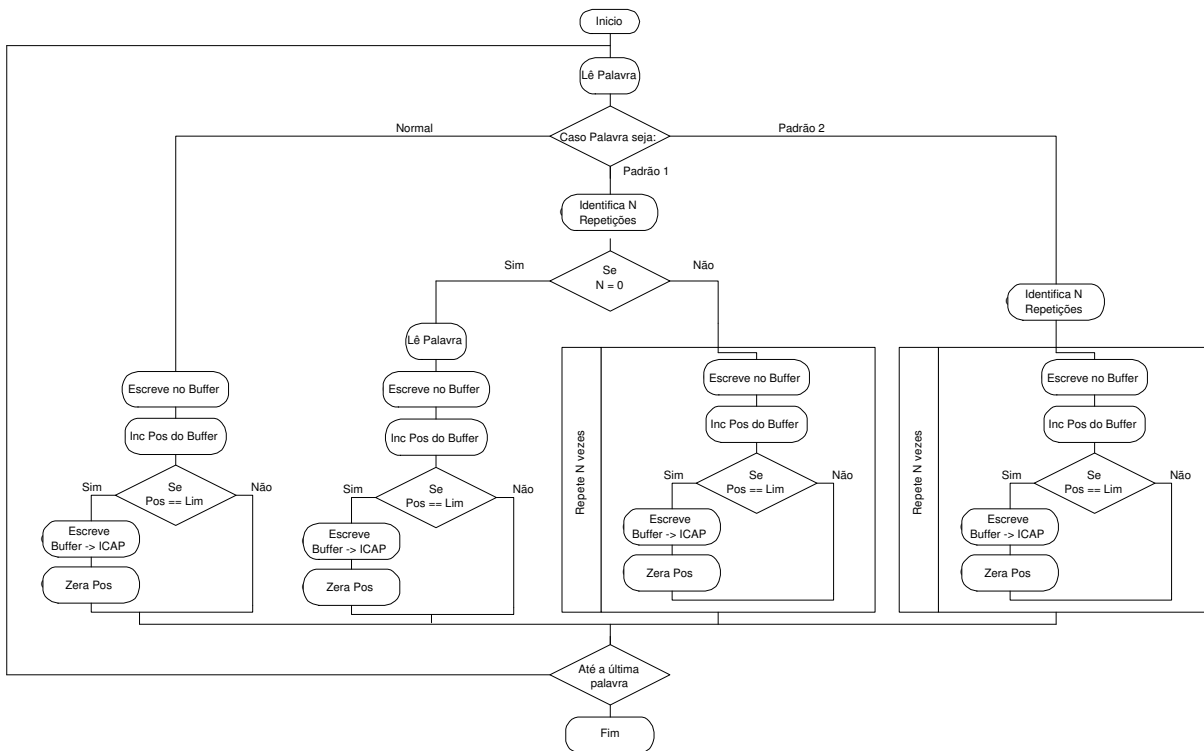 Inicio
Lê Palavra
Caso Palavra seja:
Normal
Padrão 2
Padrão 1
Identifica N
Repetições
Se
N = 0
Sim
Não
Identifica N
Repetições
Lê Palavra
Escreve no Buffer
Inc Pos do Buffer
Se
Pos == Lim
Sim
Não
Escreve
Buffer -> ICAP
Zera Pos
Escreve no Buffer
Inc Pos do Buffer
Se
Pos == Lim
Sim
Não
Escreve
Buffer -> ICAP
Zera Pos
Repete N vezes
Escreve no Buffer
Inc Pos do Buffer
Se
Pos == Lim
Sim
Não
Escreve
Buffer -> ICAP
Zera Pos
Repete N vezes
Escreve no Buffer
Inc Pos do Buffer
Se
Pos == Lim
Sim
Não
Escreve
Buffer -> ICAP
Zera Pos
Até a última
palavra
Fim